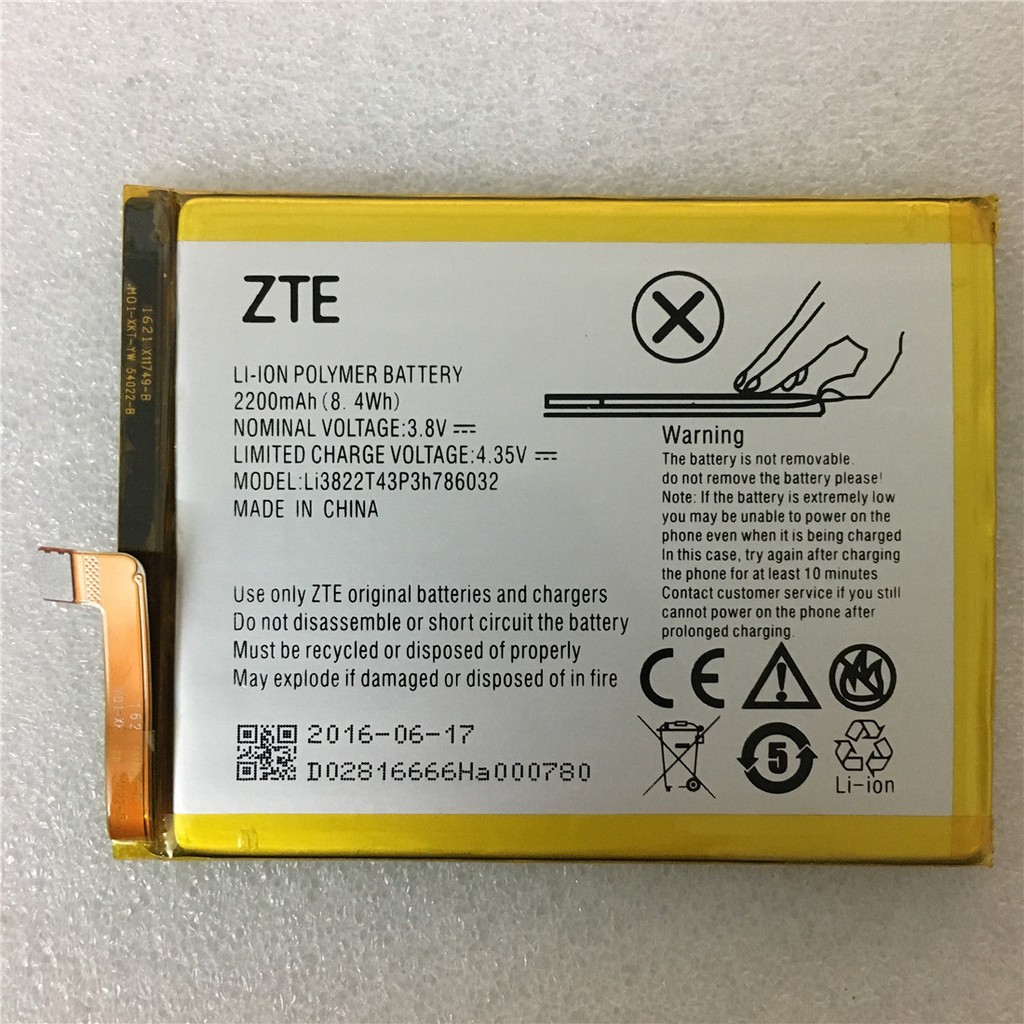 ZTE
LI-ION POLYMER BATTERY
2200mAh (8. 4Wh)
NOMINAL VOLTAGE:3.8V
LIMITED CHARGE VOLTAGE:4.35V
MODEL:Li3822T43P3h786032
MADE IN CHINA
Use only ZTE original batteries and chargers
Do not disassemble or short circuit the battery
Must be recycled or disposed of properly
May explode if damaged or disposed of in fire
2016-06-17
D02816666Ha000780
Warning
The battery is not removable.
do not remove the battery please!
Note: If the battery is extremely low
you may be unable to power on the
phone even when it is being charged
In this case, try again after charging
the phone for at least 10 minutes
Contact customer service if you still
cannot power on the phone after
prolonged charging.
CE
5
Li-ion
1621 X11749-B
M01-XKT-YW 54022-B
162